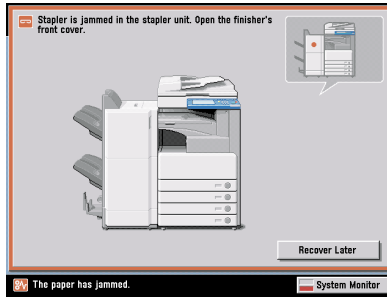 Stapler is jammed in the stapler unit. Open the finisher's
front cover.
Recover Later
The paper has jammed.
System Monitor